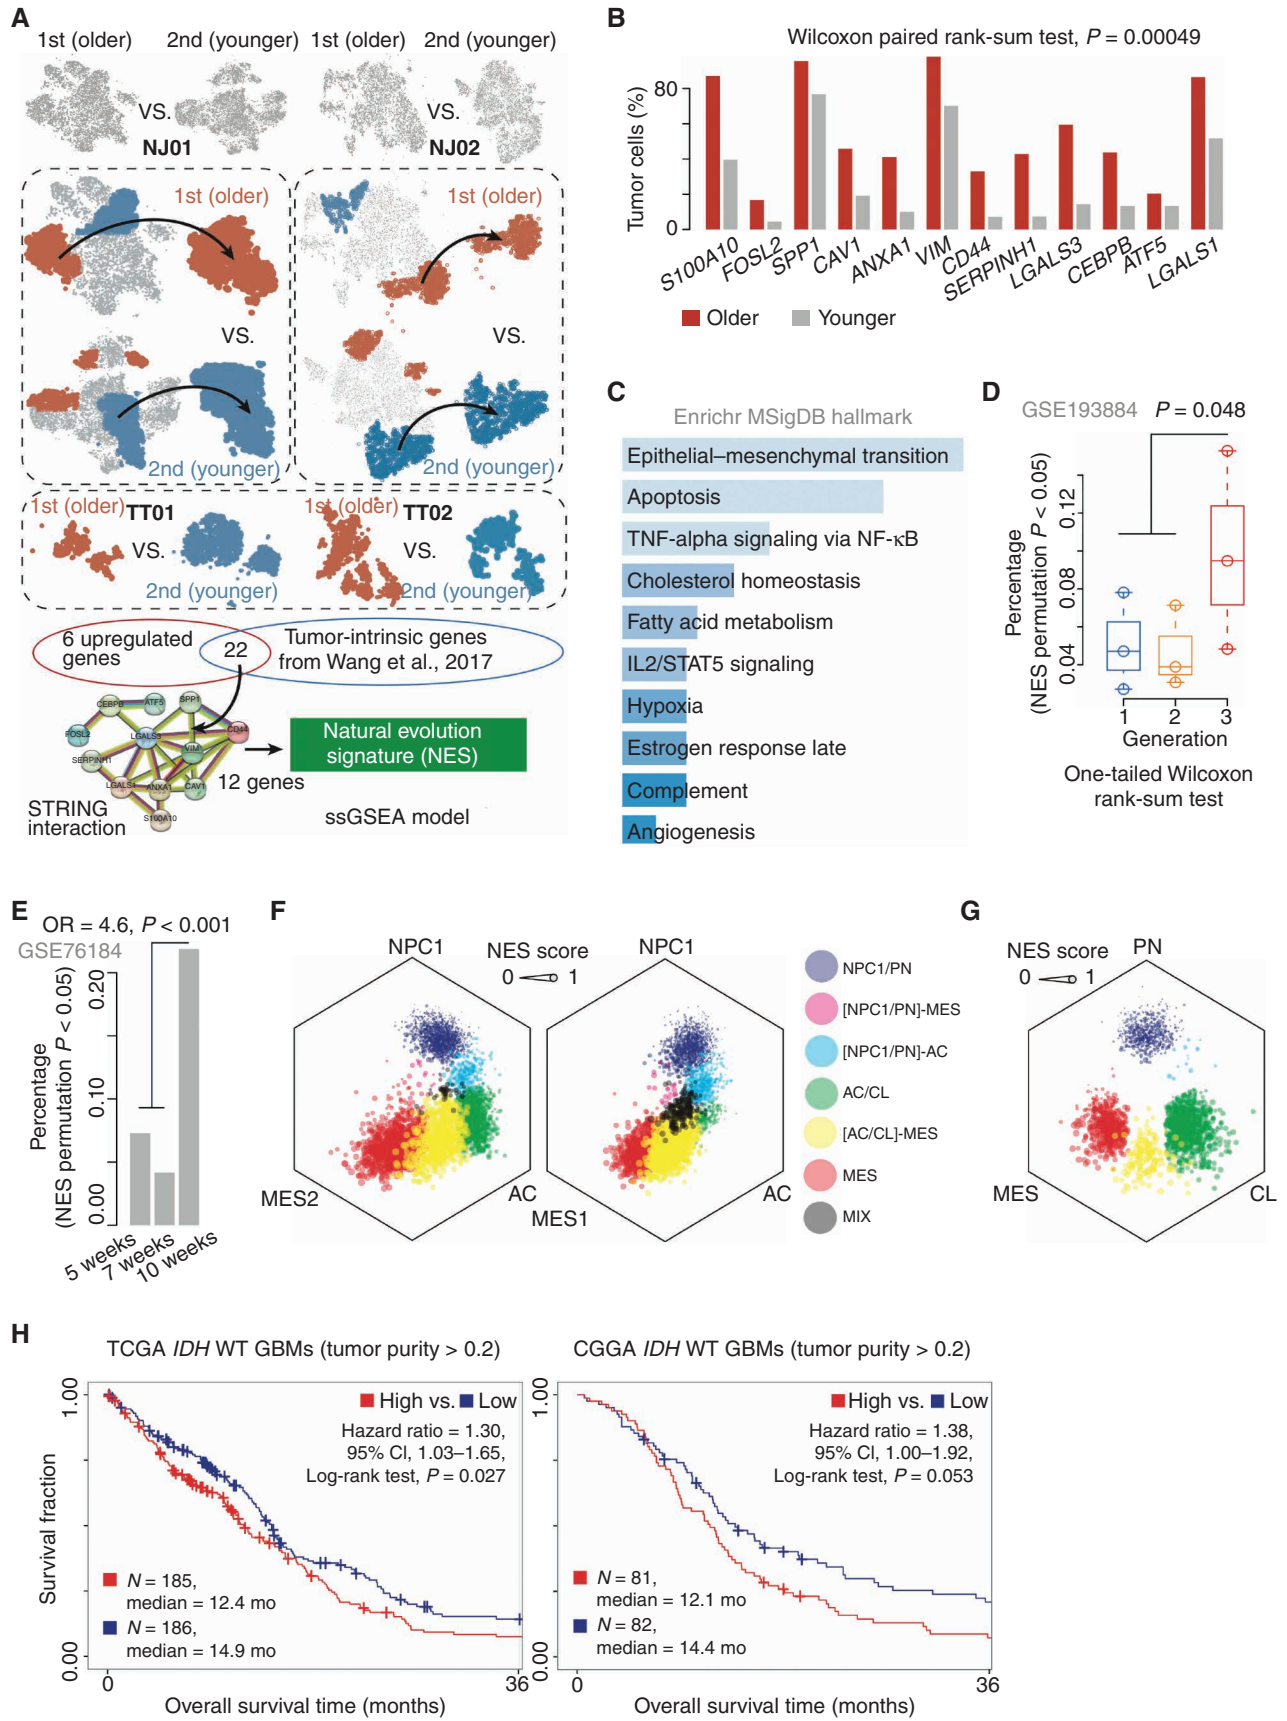 A
1st (older)
2nd (younger)
1st (older)
2nd (younger)
VS.
VS.
NJ01
NJ02
1st (older)
1st (older)
VS.
VS.
2nd (younger)
2nd (younger)
1st (older)
TT01
1st (older)
TT02
VS.
VS.
2nd (younger)
2nd (younger)
6 upregulated
genes
22
Tumor-intrinsic genes
from Wang et al., 2017
CEBPB
ATF5
SPP1
FOSL2
LGALS3
CD44
VIM
SERPINH1
LGALS1
ANXA1
CAV1
S100A10
12 genes
Natural evolution
signature (NES)
STRING
interaction
ssGSEA model
B
Wilcoxon paired rank-sum test, P = 0.00049
Tumor cells (%)
80
0
S100A10
FOSL2
SPP1
CAV1
ANXA1
VIM
CD44
SERPINH1
LGALS3
CEBPB
ATF5
LGALS1
Older
Younger
C
Enrichr MSigDB hallmark
Epithelial–mesenchymal transition
Apoptosis
TNF-alpha signaling via NF-κB
Cholesterol homeostasis
Fatty acid metabolism
IL2/STAT5 signaling
Hypoxia
Estrogen response late
Complement
Angiogenesis
D
GSE193884
P = 0.048
Percentage
(NES permutation P < 0.05)
0.12
0.08
0.04
1
2
3
Generation
One-tailed Wilcoxon
rank-sum test
E
OR = 4.6, P < 0.001
GSE76184
Percentage
(NES permutation P < 0.05)
0.20
0.10
0.00
5 weeks
7 weeks
10 weeks
F
NPC1
NES score
0
1
NPC1
MES2
AC
MES1
AC
NPC1/PN
[NPC1/PN]-MES
[NPC1/PN]-AC
AC/CL
[AC/CL]-MES
MES
MIX
G
NES score
0
1
PN
MES
CL
H
TCGA IDH WT GBMs (tumor purity > 0.2)
High vs. Low
Hazard ratio = 1.30,
95% CI, 1.03–1.65,
Log-rank test, P = 0.027
Survival fraction
1.00
0.00
N = 185,
median = 12.4 mo
N = 186,
median = 14.9 mo
0
36
Overall survival time (months)
CGGA IDH WT GBMs (tumor purity > 0.2)
High vs. Low
Hazard ratio = 1.38,
95% CI, 1.00–1.92,
Log-rank test, P = 0.053
1.00
0.00
N = 81,
median = 12.1 mo
N = 82,
median = 14.4 mo
0
36
Overall survival time (months)